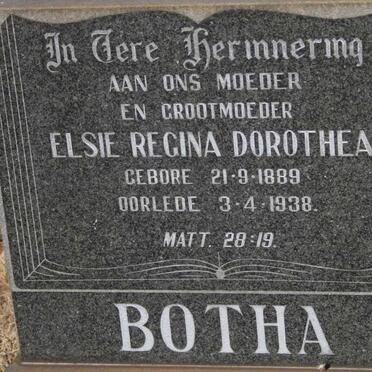 In Tere Herinnering
AAN ONS MOEDER
EN GROOTMOEDER
ELSIE REGINA DOROTHEA
GEBORE 21·9·1889
OORLEDE 3·4·1938.
MATT. 28:19.
BOTHA